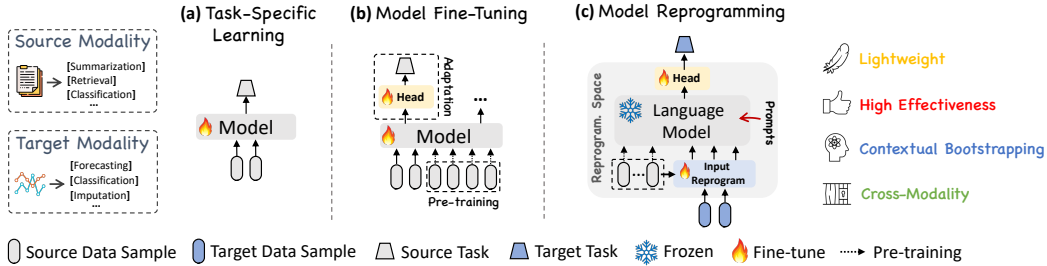 Source Modality
[Summarization]
[Retrieval]
[Classification]
...
Target Modality
[Forecasting]
[Classification]
[Imputation]
...
(a) Task-Specific
Learning
Model
(b) Model Fine-Tuning
Head
Adaptation
...
Model
Pre-training
(c) Model Reprogramming
Reprogram. Space
Head
Language
Model
Prompts
...
Input
Reprogram
Lightweight
High Effectiveness
Contextual Bootstrapping
Cross-Modality
Source Data Sample
Target Data Sample
Source Task
Target Task
Frozen
Fine-tune
Pre-training